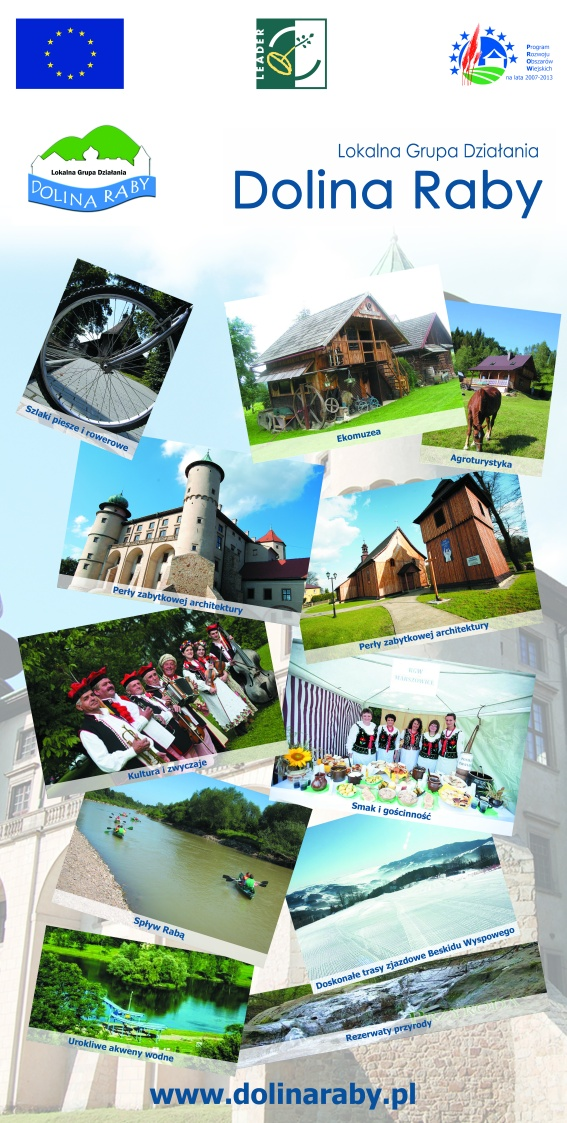 LEADER
Program
Rozwoju
Obszarów
Wiejskich
na lata 2007-2013
Lokalna Grupa Działania
DOLINA RABY
Lokalna Grupa Działania
Dolina Raby
Szlaki piesze i rowerowe
Ekomuzea
Agroturystyka
Perły zabytkowej architektury
Perły zabytkowej architektury
Kultura i zwyczaje
KGW
Smak i gościnność
Spływ Rabą
Doskonałe trasy zjazdowe Beskidu Wyspowego
Urokliwe akweny wodne
Rezerwaty przyrody
www.dolinaraby.pl